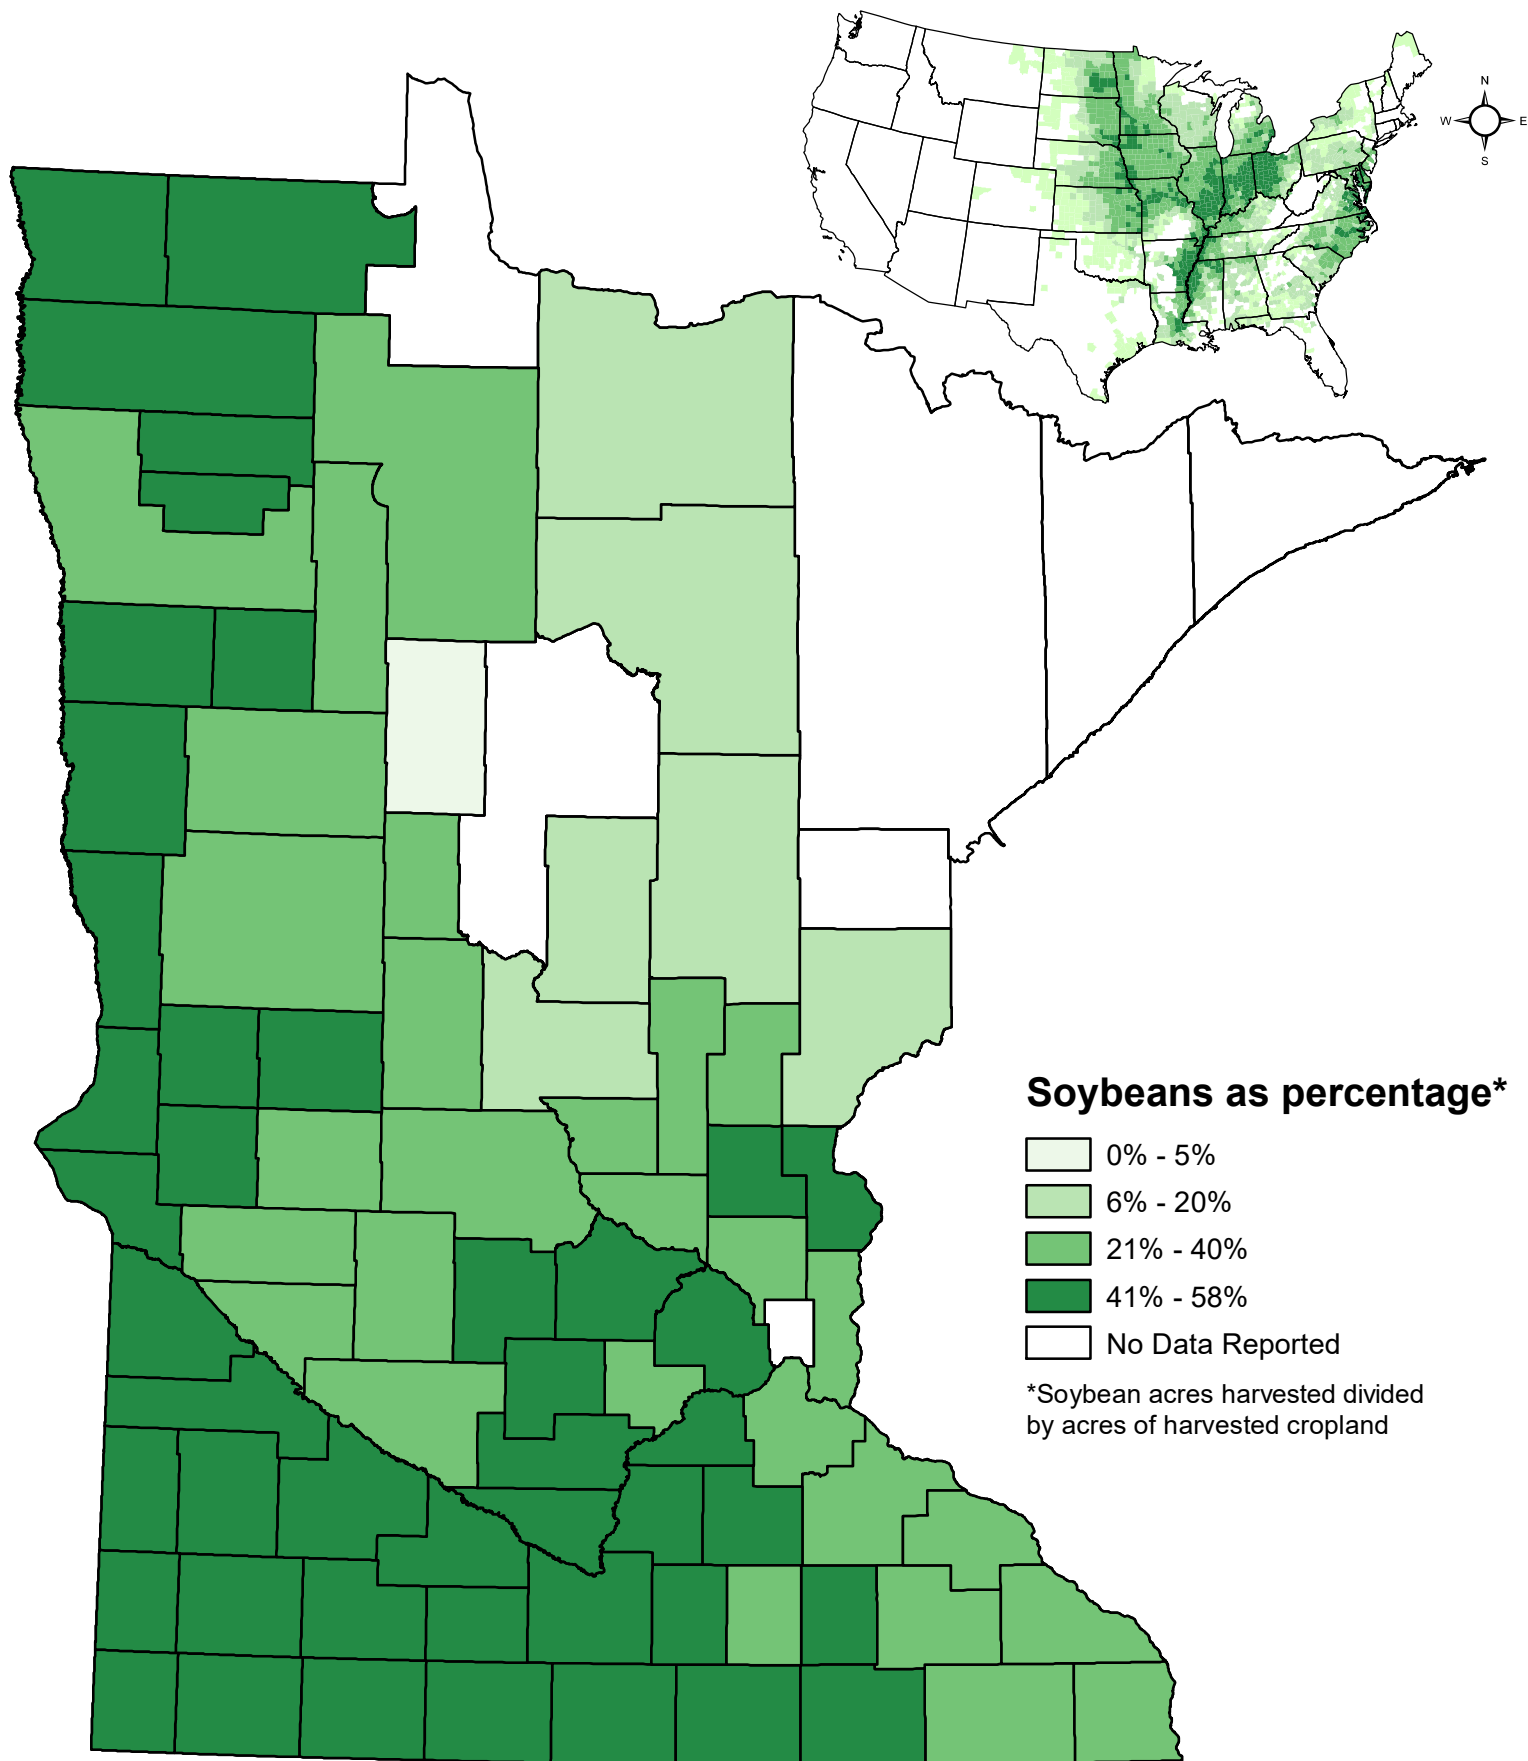 N
W E
S
Soybeans as percentage*
0% - 5%
6% - 20%
21% - 40%
41% - 58%
No Data Reported
*Soybean acres harvested divided
by acres of harvested cropland